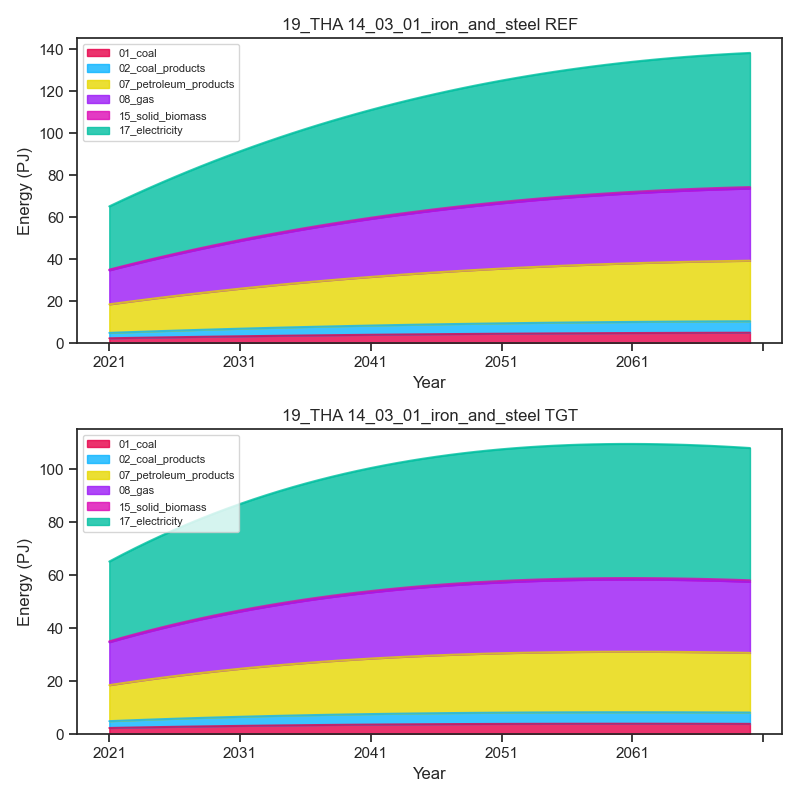 19_THA 14_03_01_iron_and_steel REF
01_coal
02_coal_products
07_petroleum_products
08_gas
15_solid_biomass
17_electricity
140
120
100
80
60
40
20
0
Energy (PJ)
2021 2031 2041 2051 2061
Year
19_THA 14_03_01_iron_and_steel TGT
01_coal
02_coal_products
07_petroleum_products
08_gas
15_solid_biomass
17_electricity
100
80
60
40
20
0
Energy (PJ)
2021 2031 2041 2051 2061
Year